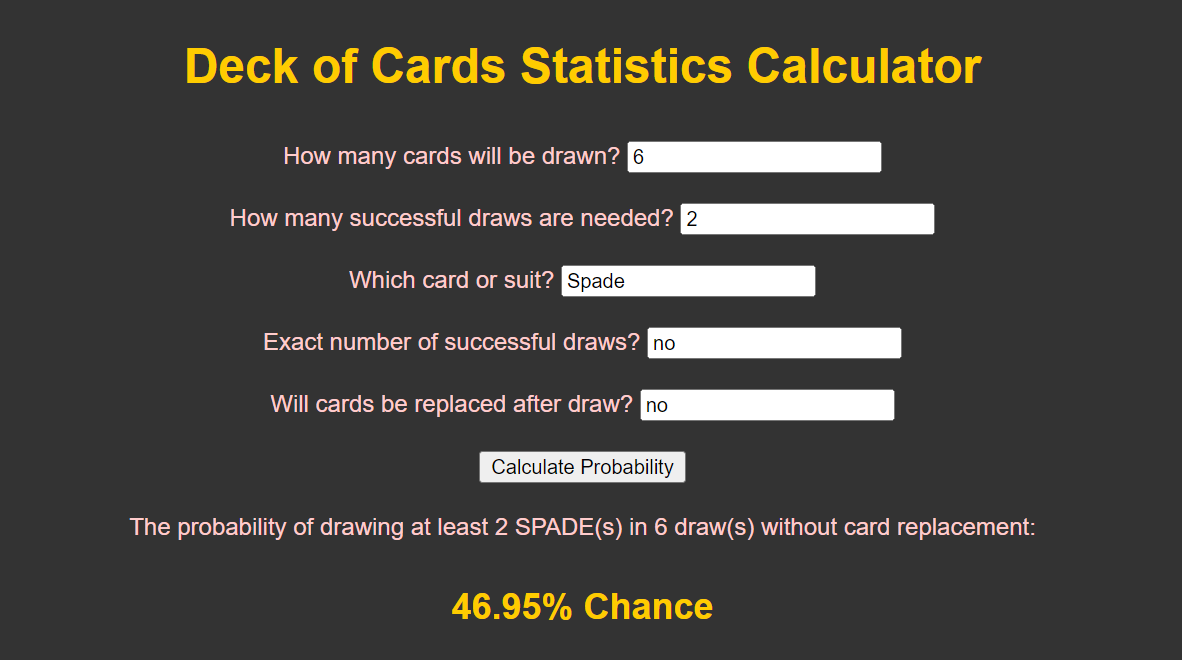 Deck of Cards Statistics Calculator
How many cards will be drawn? 6
How many successful draws are needed? 2
Which card or suit? Spade
Exact number of successful draws? no
Will cards be replaced after draw? no
Calculate Probability
The probability of drawing at least 2 SPADE(s) in 6 draw(s) without card replacement:
46.95% Chance